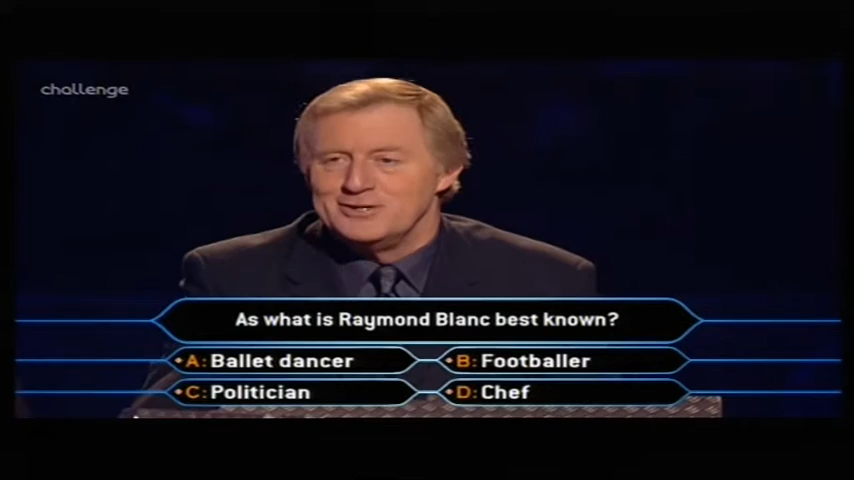 challenge
As what is Raymond Blanc best known?
A: Ballet dancer
B: Footballer
C: Politician
D: Chef